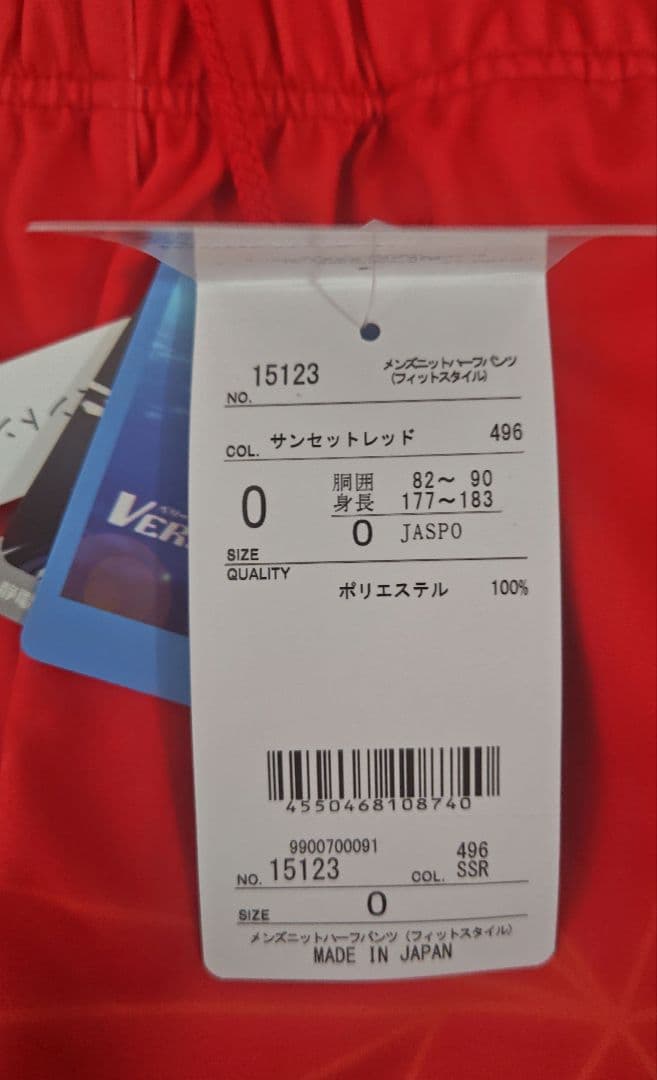 15123
メンズニットハーフパンツ
(フィットスタイル)
NO.
COL. サンセットレッド 496
0
胴囲 82〜 90
身長 177〜183
0 JASPO
SIZE
QUALITY
ポリエステル 100%
VER
4550468108740
9900700091
NO. 15123
496
COL. SSR
SIZE 0
メンズニットハーフパンツ (フィットスタイル)
MADE IN JAPAN